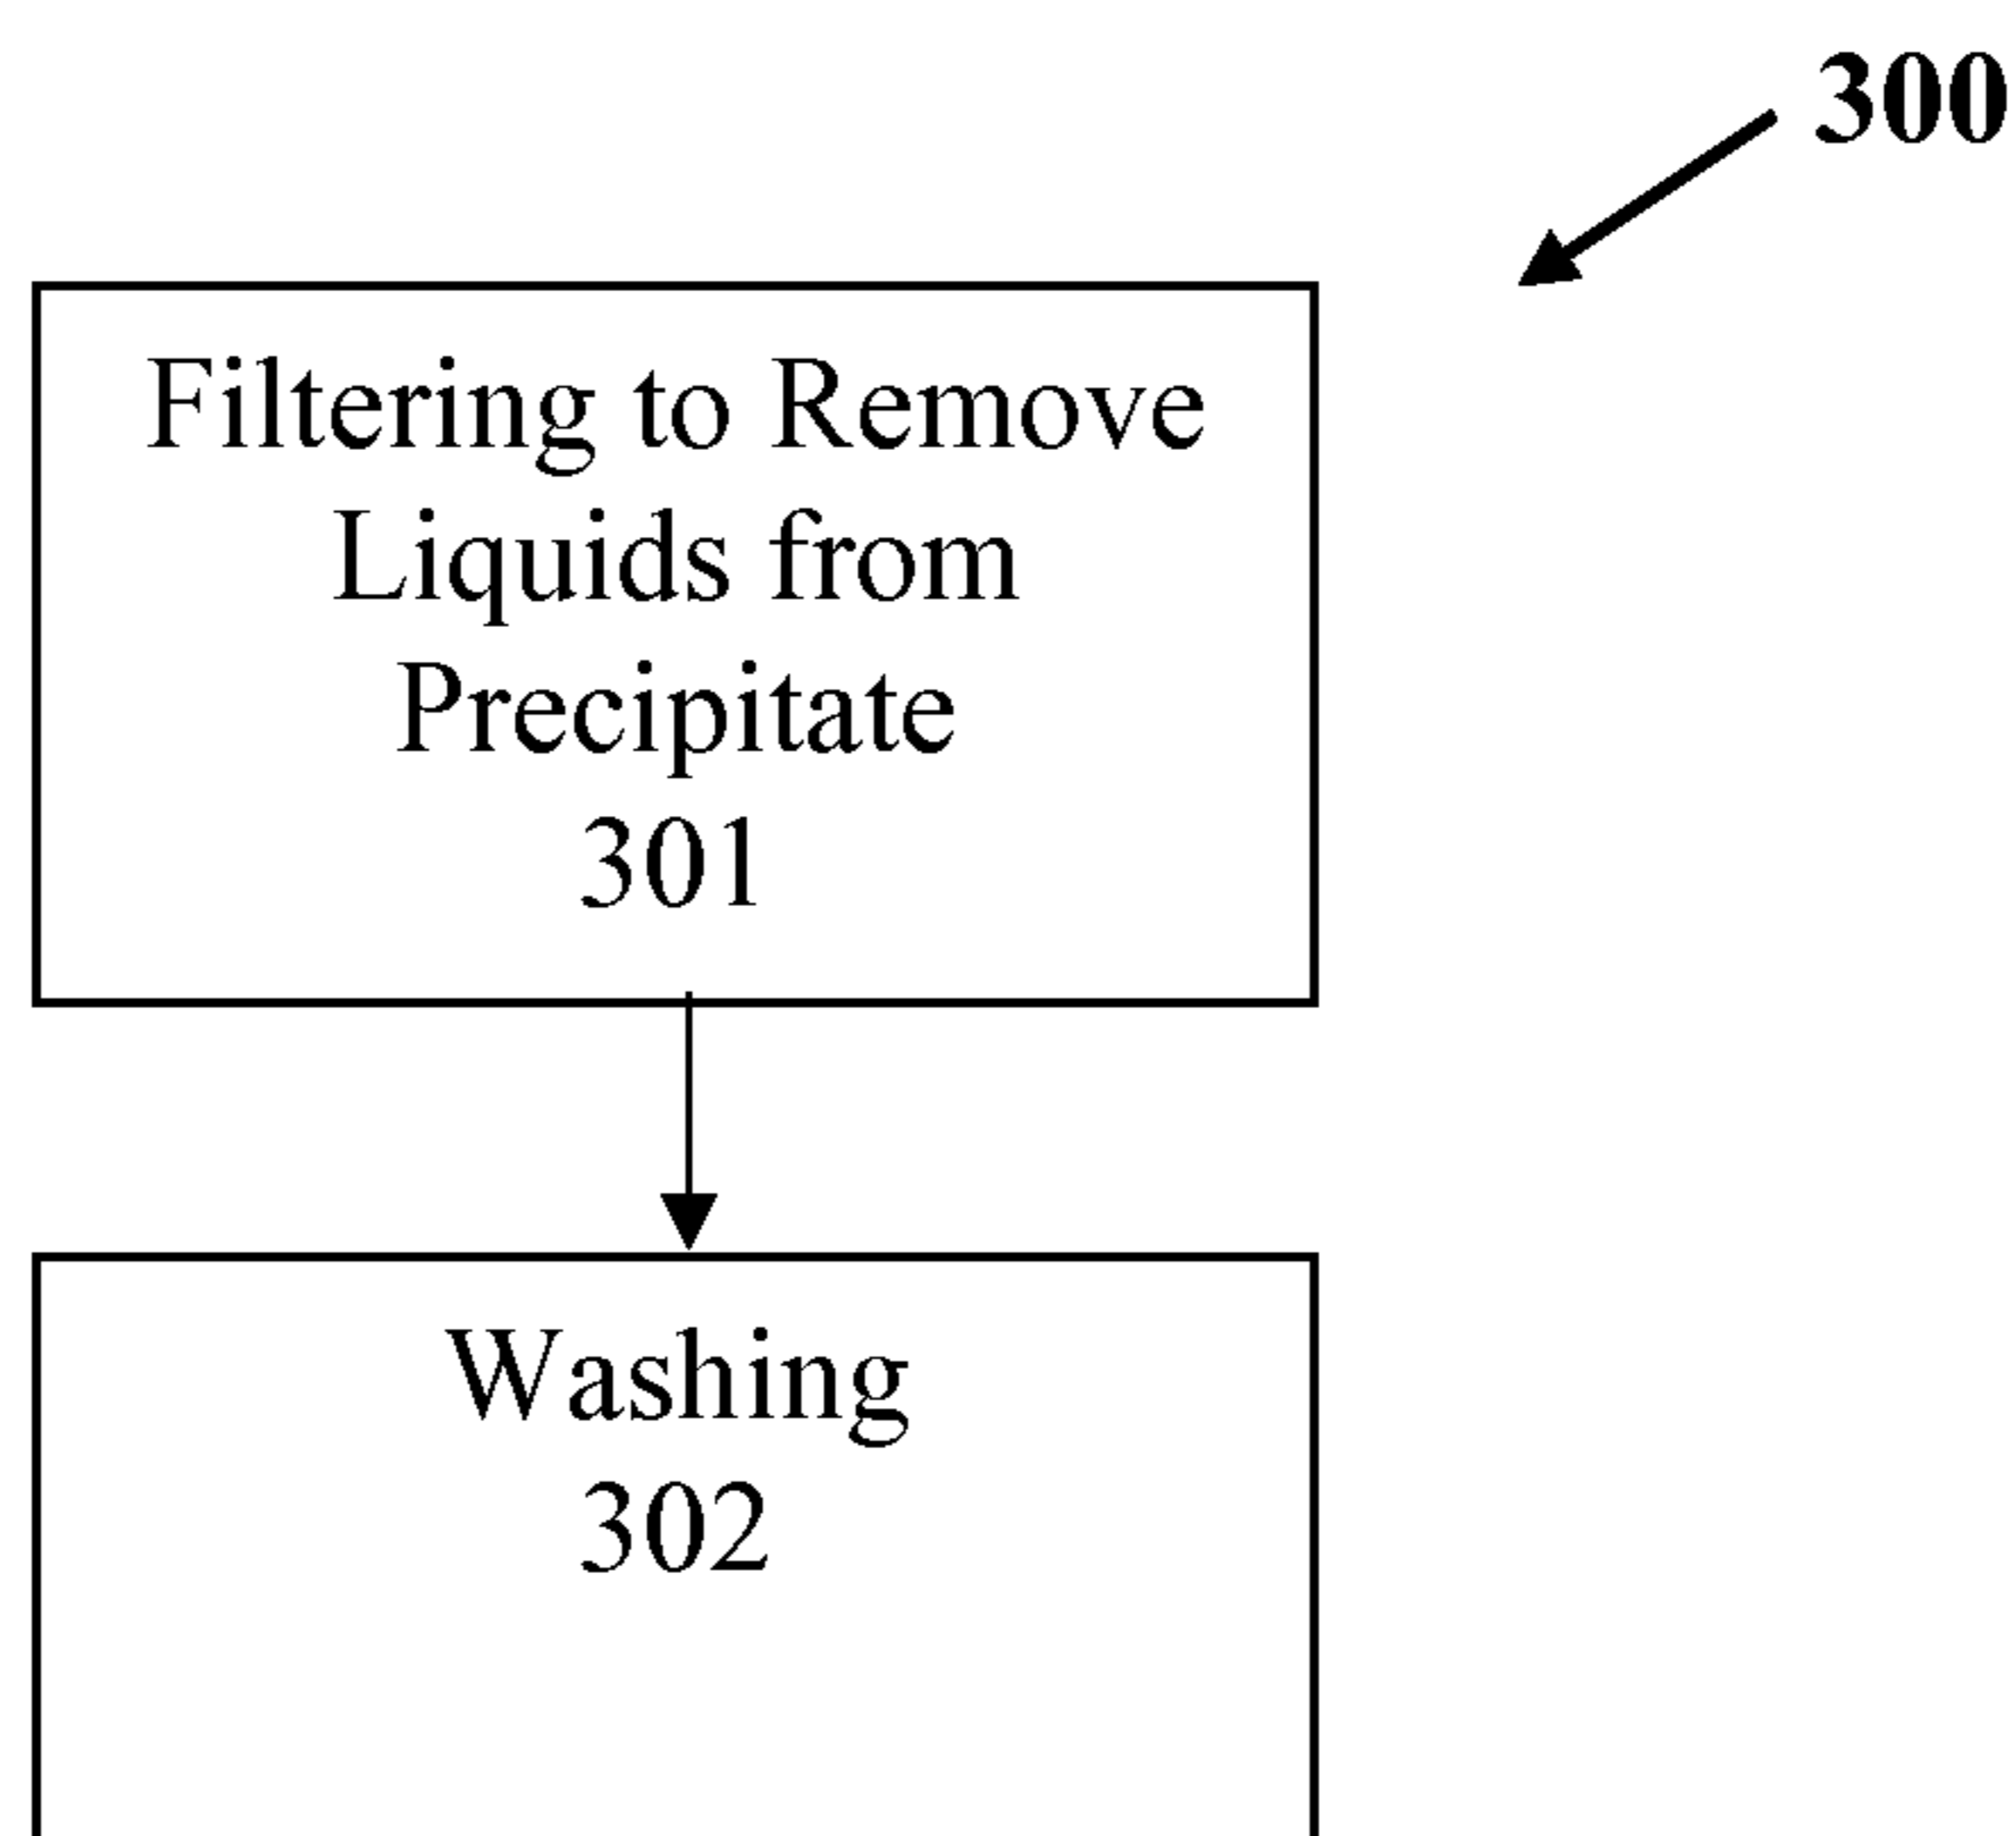 300
Filtering to Remove
Liquids from
Precipitate
301
Washing
302